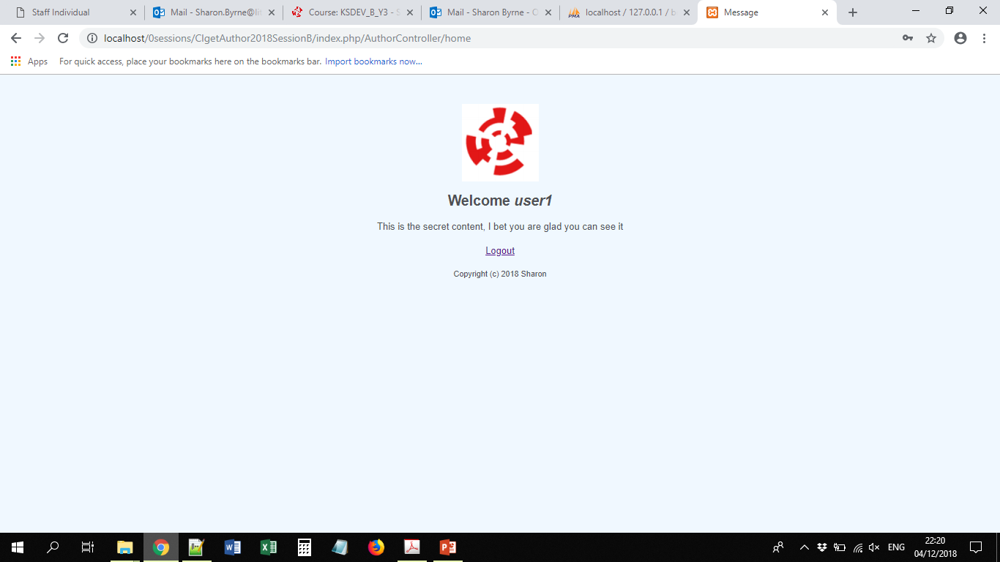 Staff Individual
Mail - Sharon.Byrne@lit
Course: KSDEV_B_Y3 - S
Mail - Sharon Byrne - O
localhost / 127.0.0.1 / b
Message
localhost/0sessions/CIgetAuthor2018SessionB/index.php/AuthorController/home
Apps For quick access, place your bookmarks here on the bookmarks bar. Import bookmarks now...
Welcome user1
This is the secret content, I bet you are glad you can see it
Logout
Copyright (c) 2018 Sharon
ENG
22:20
04/12/2018